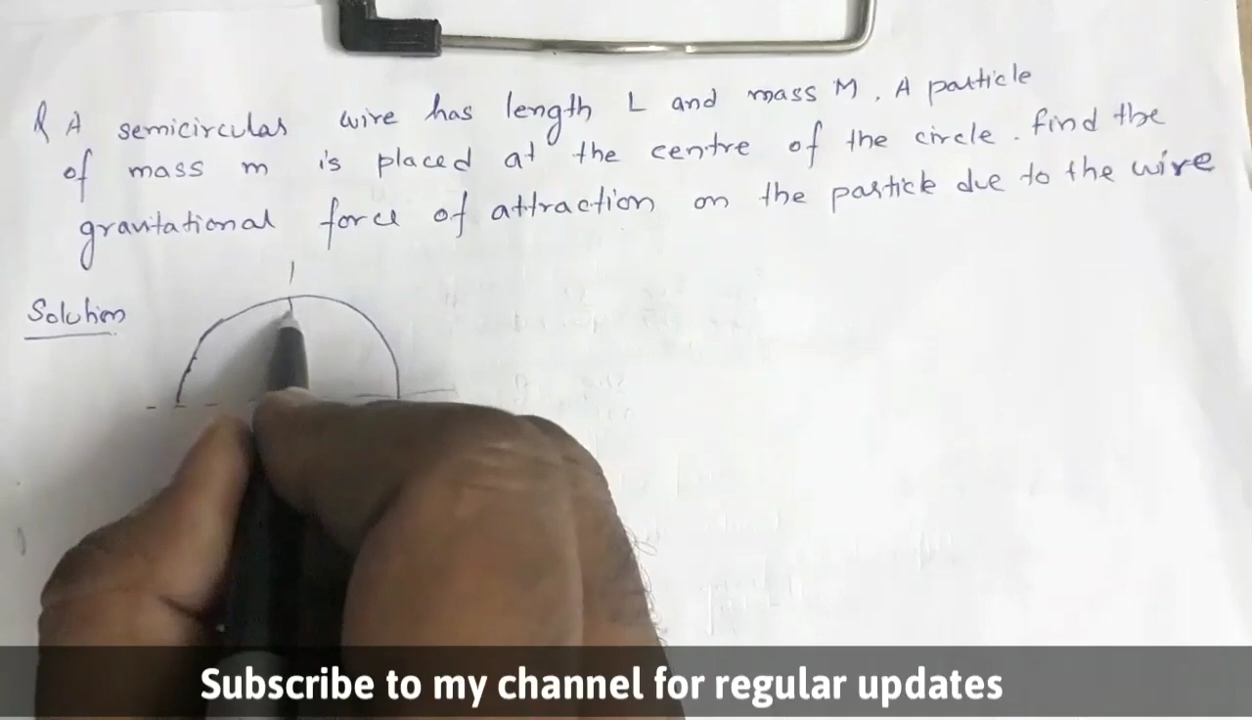 Q A semicircular wire has length L and mass M. A particle
of mass m is placed at the centre of the circle. find the
gravitational force of attraction on the particle due to the wire
Solution
Subscribe to my channel for regular updates